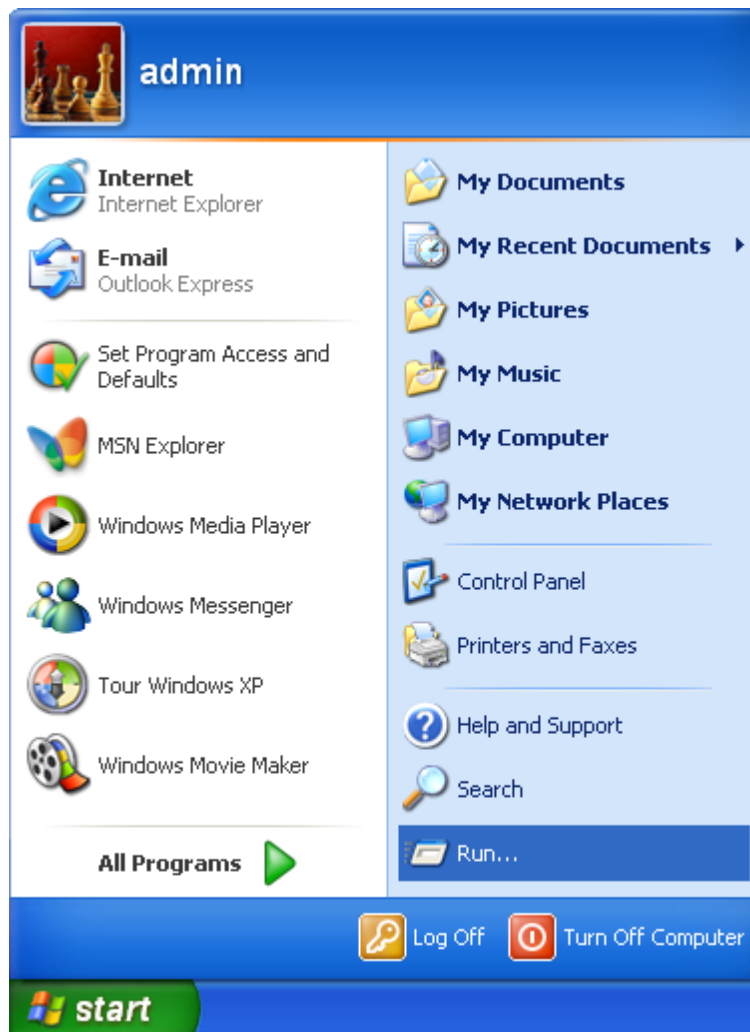 admin
Internet
Internet Explorer
E-mail
Outlook Express
Set Program Access and
Defaults
MSN Explorer
Windows Media Player
Windows Messenger
Tour Windows XP
Windows Movie Maker
All Programs
My Documents
My Recent Documents
My Pictures
My Music
My Computer
My Network Places
Control Panel
Printers and Faxes
Help and Support
Search
Run...
Log Off
Turn Off Computer
start